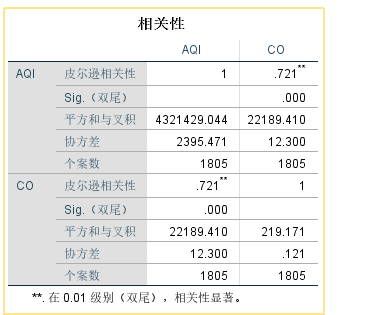 相关性
AQI CO
AQI 皮尔逊相关性 1 .721**
Sig.（双尾） .000
平方和与叉积 4321429.044 22189.410
协方差 2395.471 12.300
个案数 1805 1805
CO 皮尔逊相关性 .721** 1
Sig.（双尾） .000
平方和与叉积 22189.410 219.171
协方差 12.300 .121
个案数 1805 1805
**. 在 0.01 级别（双尾），相关性显著。